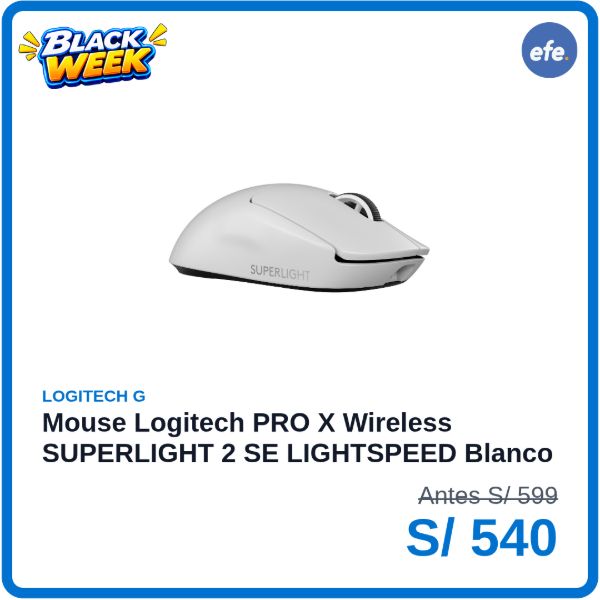 BLACK
WEEK
efe.
SUPERLIGHT
LOGITECH G
Mouse Logitech PRO X Wireless
SUPERLIGHT 2 SE LIGHTSPEED Blanco
Antes S/ 599
S/ 540